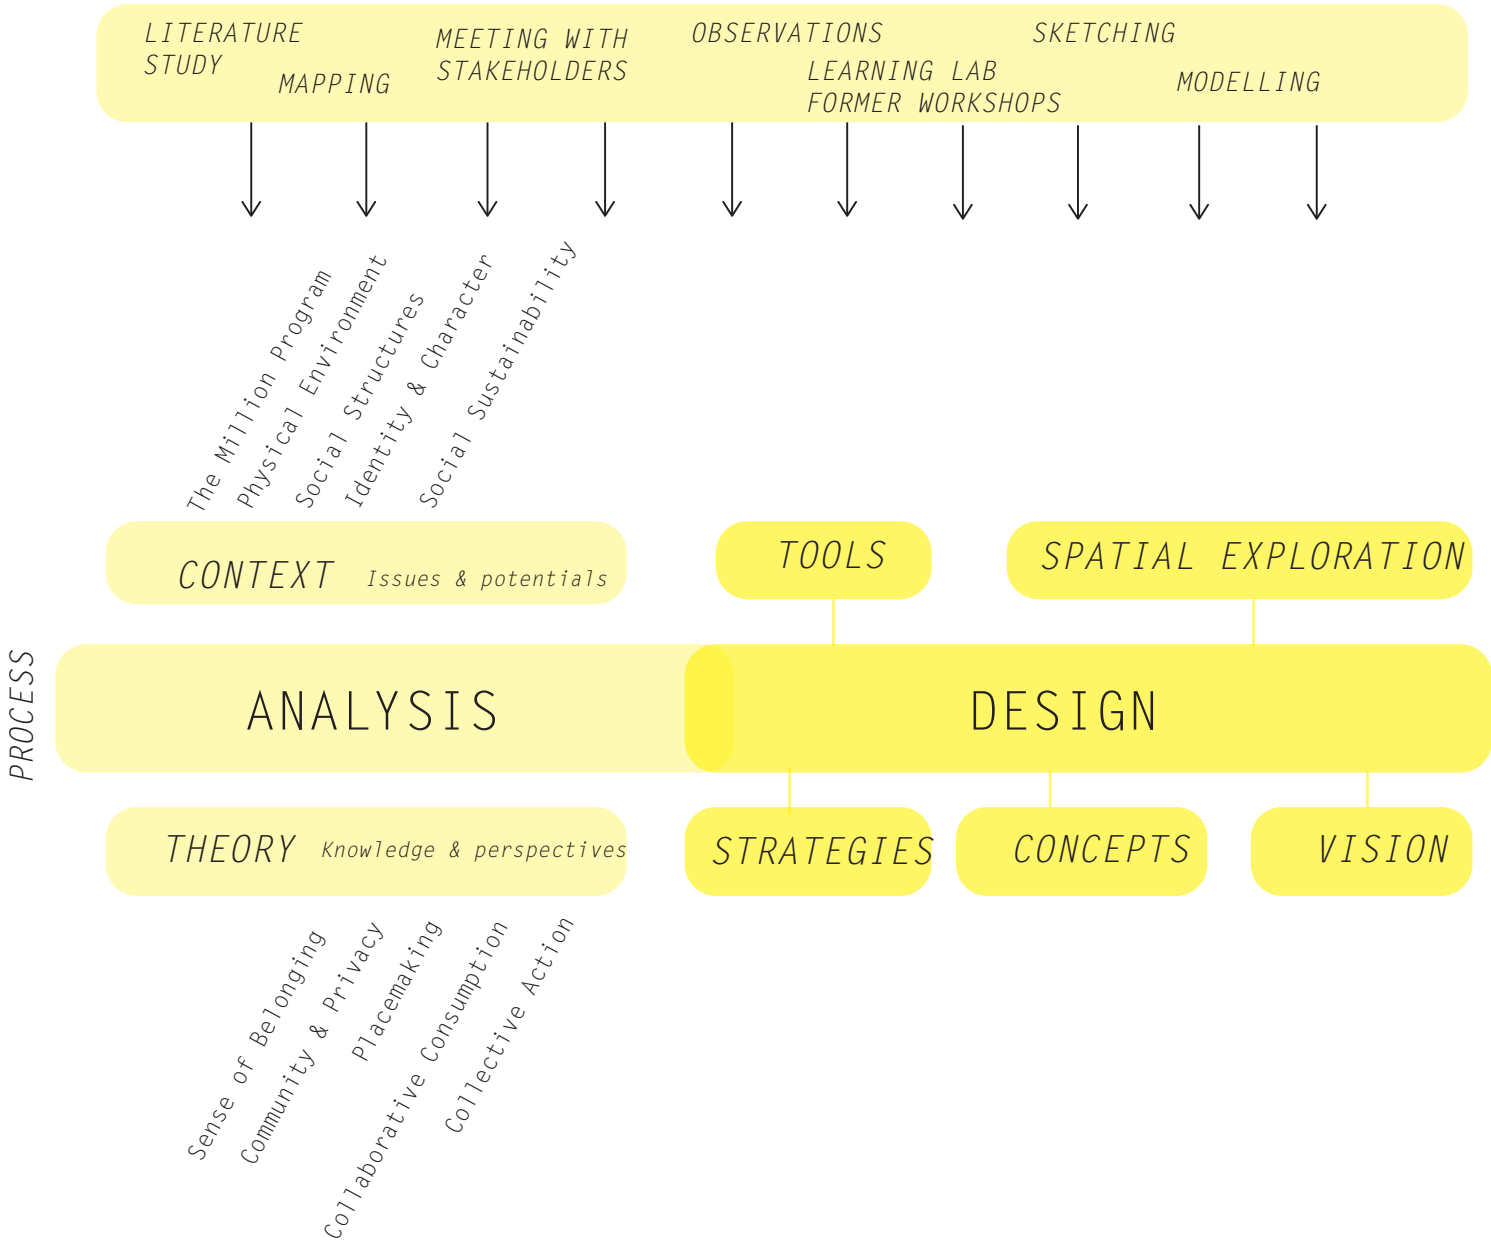 LITERATURE
STUDY
MAPPING
MEETING WITH
STAKEHOLDERS
OBSERVATIONS
LEARNING LAB
FORMER WORKSHOPS
SKETCHING
MODELLING
The Million Program
Physical Environment
Social Structures
Identity & Character
Social Sustainability
CONTEXT Issues & potentials
TOOLS
SPATIAL EXPLORATION
PROCESS
ANALYSIS
DESIGN
THEORY Knowledge & perspectives
STRATEGIES
CONCEPTS
VISION
Sense of Belonging
Community & Privacy
Placemaking
Collaborative Consumption
Collective Action